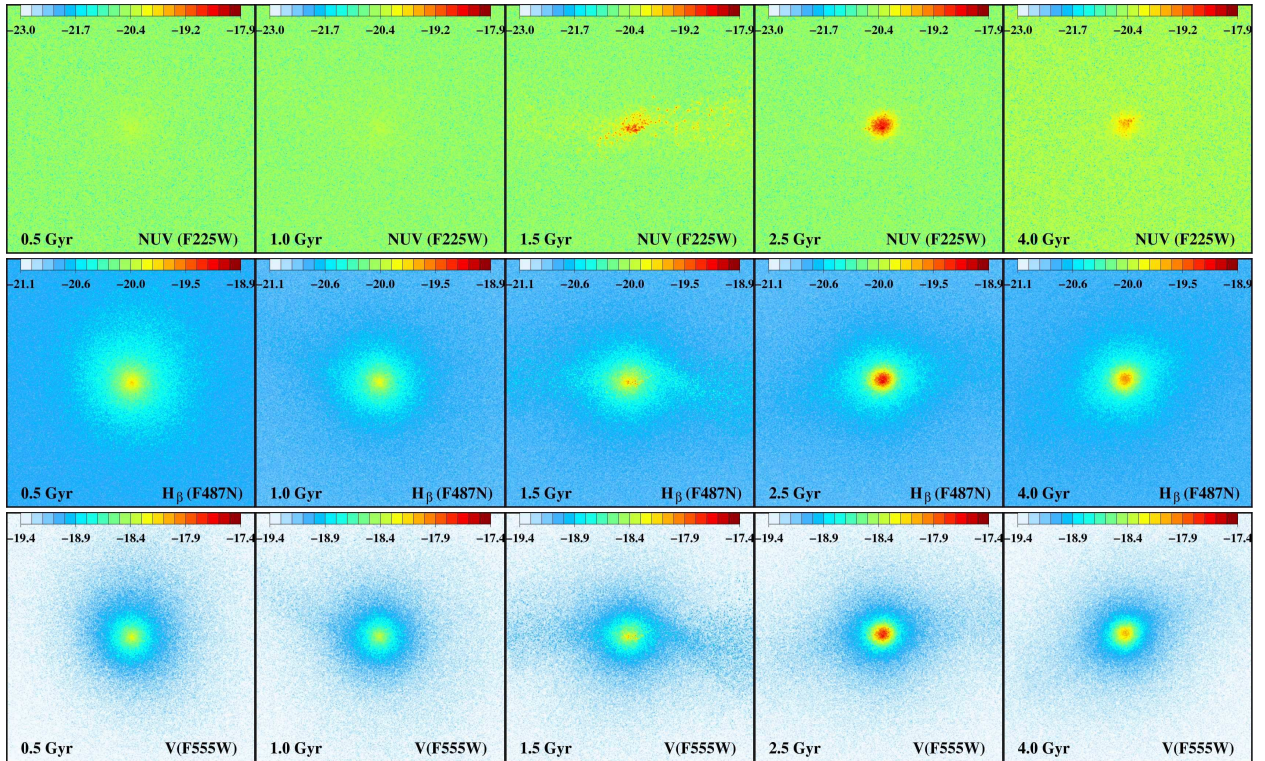 −23.0 −21.7 −20.4 −19.2 −17.9 −23.0 −21.7 −20.4 −19.2 −17.9 −23.0 −21.7 −20.4 −19.2 −17.9 −23.0 −21.7 −20.4 −19.2 −17.9 −23.0 −21.7 −20.4 −19.2 −17.9
0.5 Gyr NUV (F225W) 1.0 Gyr NUV (F225W) 1.5 Gyr NUV (F225W) 2.5 Gyr NUV (F225W) 4.0 Gyr NUV (F225W)
−21.1 −20.6 −20.0 −19.5 −18.9 −21.1 −20.6 −20.0 −19.5 −18.9 −21.1 −20.6 −20.0 −19.5 −18.9 −21.1 −20.6 −20.0 −19.5 −18.9 −21.1 −20.6 −20.0 −19.5 −18.9
0.5 Gyr Hβ (F487N) 1.0 Gyr Hβ (F487N) 1.5 Gyr Hβ (F487N) 2.5 Gyr Hβ (F487N) 4.0 Gyr Hβ (F487N)
−19.4 −18.9 −18.4 −17.9 −17.4 −19.4 −18.9 −18.4 −17.9 −17.4 −19.4 −18.9 −18.4 −17.9 −17.4 −19.4 −18.9 −18.4 −17.9 −17.4 −19.4 −18.9 −18.4 −17.9 −17.4
0.5 Gyr V(F555W) 1.0 Gyr V(F555W) 1.5 Gyr V(F555W) 2.5 Gyr V(F555W) 4.0 Gyr V(F555W)